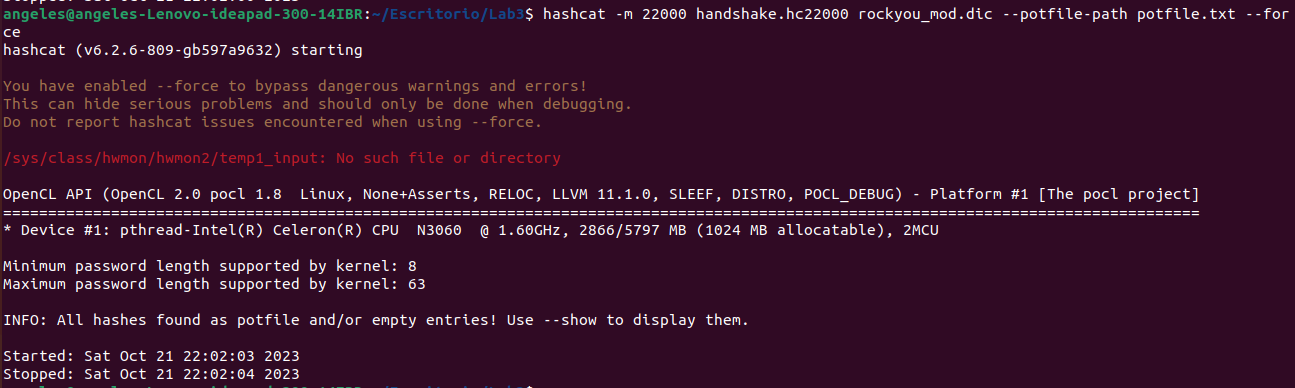 angeles@angeles-Lenovo-ideapad-300-14IBR:~/Escritorio/Lab3$ hashcat -m 22000 handshake.hc22000 rockyou_mod.dic --potfile-path potfile.txt --for
ce
hashcat (v6.2.6-809-gb597a9632) starting
You have enabled --force to bypass dangerous warnings and errors!
This can hide serious problems and should only be done when debugging.
Do not report hashcat issues encountered when using --force.
/sys/class/hwmon/hwmon2/temp1_input: No such file or directory
OpenCL API (OpenCL 2.0 pocl 1.8  Linux, None+Asserts, RELOC, LLVM 11.1.0, SLEEF, DISTRO, POCL_DEBUG) - Platform #1 [The pocl project]
=====================================================================================================================================
* Device #1: pthread-Intel(R) Celeron(R) CPU  N3060  @ 1.60GHz, 2866/5797 MB (1024 MB allocatable), 2MCU
Minimum password length supported by kernel: 8
Maximum password length supported by kernel: 63
INFO: All hashes found as potfile and/or empty entries! Use --show to display them.
Started: Sat Oct 21 22:02:03 2023
Stopped: Sat Oct 21 22:02:04 2023